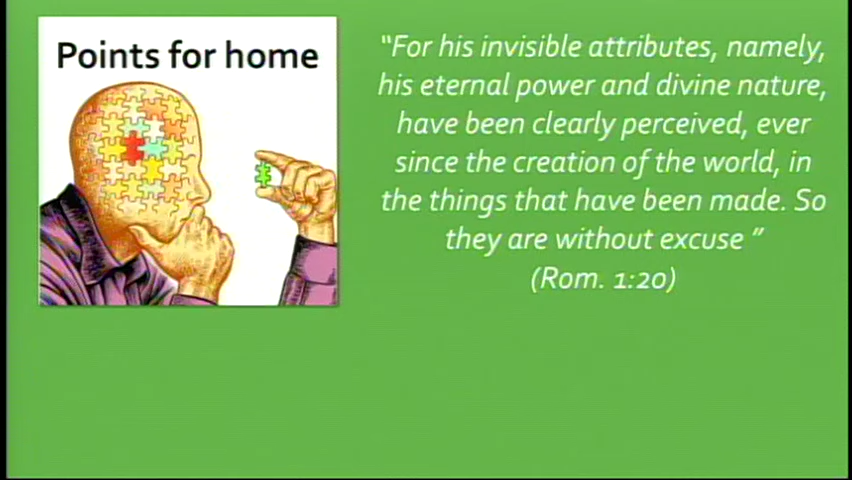 Points for home
“For his invisible attributes, namely,
his eternal power and divine nature,
have been clearly perceived, ever
since the creation of the world, in
the things that have been made. So
they are without excuse ”
(Rom. 1:20)